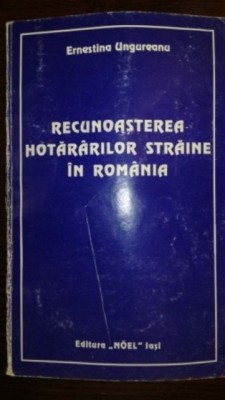 Ernestina Ungureanu
RECUNOAȘTEREA
HOTĂRÂRILOR STRĂINE
ÎN ROMÂNIA
Editura „NÖEL" Iași